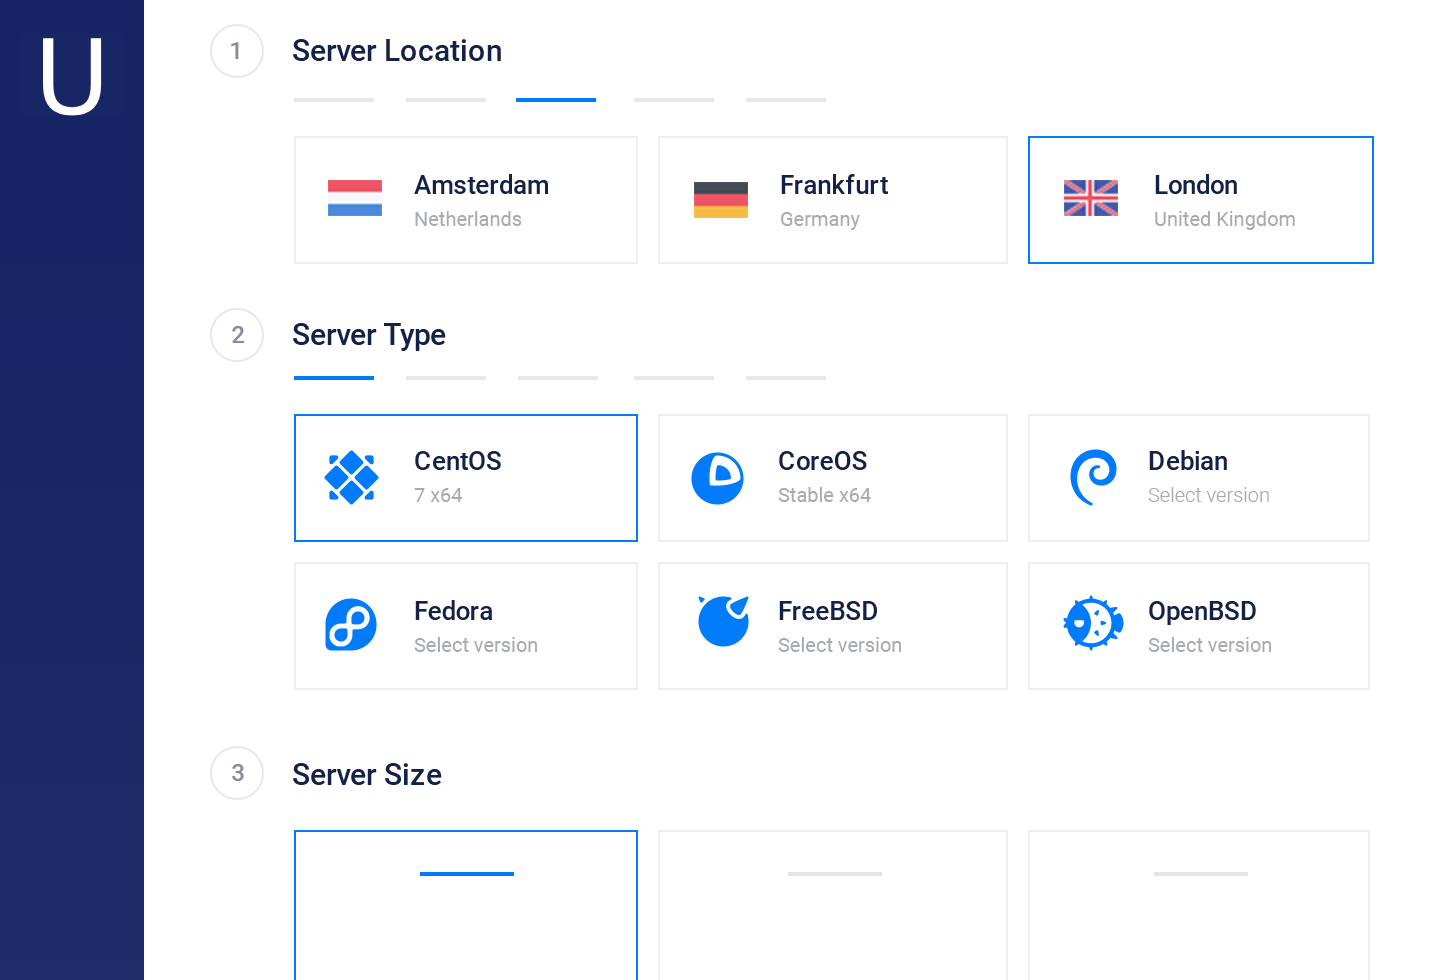 U
1
Server Location
Amsterdam
Netherlands
Frankfurt
Germany
London
United Kingdom
2
Server Type
CentOS
7 x64
CoreOS
Stable x64
Debian
Select version
Fedora
Select version
FreeBSD
Select version
OpenBSD
Select version
3
Server Size